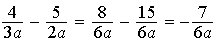 4/3a − 5/2a = 8/6a − 15/6a = − 7/6a